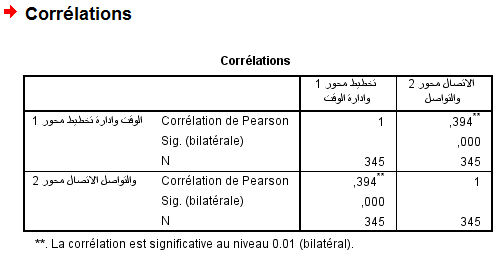 Corrélations
Corrélations
تخطيط محور 1 الاتصال محور 2
وادارة الوقت والتواصل
الوقت وادارة تخطيط محور 1 Corrélation de Pearson 1 ,394**
Sig. (bilatérale) ,000
N 345 345
والتواصل الاتصال محور 2 Corrélation de Pearson ,394** 1
Sig. (bilatérale) ,000
N 345 345
**. La corrélation est significative au niveau 0.01 (bilatéral).